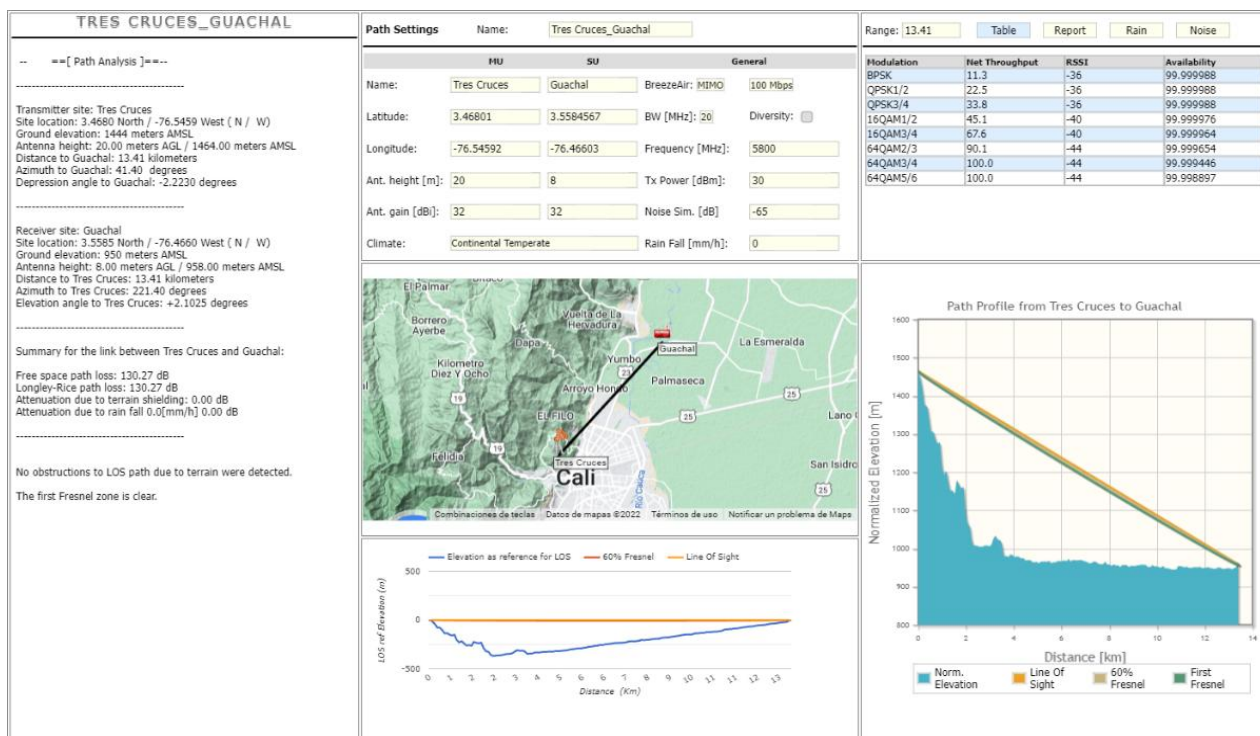 TRES CRUCES_GUACHAL
-- ==[ Path Analysis ]==--
-------------------------------------------
Transmitter site: Tres Cruces
Site location: 3.4680 North / -76.5459 West ( N / W)
Ground elevation: 1444 meters AMSL
Antenna height: 20.00 meters AGL / 1464.00 meters AMSL
Distance to Guachal: 13.41 kilometers
Azimuth to Guachal: 41.40 degrees
Depression angle to Guachal: -2.2230 degrees
-------------------------------------------
Receiver site: Guachal
Site location: 3.5585 North / -76.4660 West ( N / W)
Ground elevation: 950 meters AMSL
Antenna height: 8.00 meters AGL / 958.00 meters AMSL
Distance to Tres Cruces: 13.41 kilometers
Azimuth to Tres Cruces: 221.40 degrees
Elevation angle to Tres Cruces: +2.1025 degrees
-------------------------------------------
Summary for the link between Tres Cruces and Guachal:
Free space path loss: 130.27 dB
Longley-Rice path loss: 130.27 dB
Attenuation due to terrain shielding: 0.00 dB
Attenuation due to rain fall 0.0[mm/h] 0.00 dB
-------------------------------------------
No obstructions to LOS path due to terrain were detected.
The first Fresnel zone is clear.
Path Settings Name: Tres Cruces_Guachal
MU SU General
Name: Tres Cruces Guachal BreezeAir: MIMO 100 Mbps
Latitude: 3.46801 3.5584567 BW [MHz]: 20 Diversity:
Longitude: -76.54592 -76.46603 Frequency [MHz]: 5800
Ant. height [m]: 20 8 Tx Power [dBm]: 30
Ant. gain [dBi]: 32 32 Noise Sim. [dB] -65
Climate: Continental Temperate Rain Fall [mm/h]: 0
Range: 13.41 Table Report Rain Noise
Modulation Net Throughput RSSI Availability
BPSK 11.3 -36 99.999988
QPSK1/2 22.5 -36 99.999988
QPSK3/4 33.8 -36 99.999988
16QAM1/2 45.1 -40 99.999976
16QAM3/4 67.6 -40 99.999964
64QAM2/3 90.1 -44 99.999654
64QAM3/4 100.0 -44 99.999446
64QAM5/6 100.0 -44 99.998897
El Palmar
Borrero
Ayerbe
Vuelta de La
Hervadura
Dapa
Guachal
La Esmeralda
Kilometro
Diez Y Ocho
Yumbo
23
Arroyo Hondo
Palmaseca
19
25
25
EL FILO
Lano
19
Felidia
Tres Cruces
Cali
Río Cauca
San Isidro
25
Combinaciones de teclas Datos de mapas ©2022 Términos de uso Notificar un problema de Maps
Elevation as reference for LOS 60% Fresnel Line Of Sight
LOS ref Elevation (m)
500
0
-500
0 1 2 3 4 5 5 6 7 8 9 10 11 11 12 13
Distance (Km)
Path Profile from Tres Cruces to Guachal
Normalized Elevation [m]
1600
1500
1400
1300
1200
1100
1000
900
800
0 2 4 6 8 10 12 14
Distance [km]
Norm. Elevation
Line Of Sight
60% Fresnel
First Fresnel